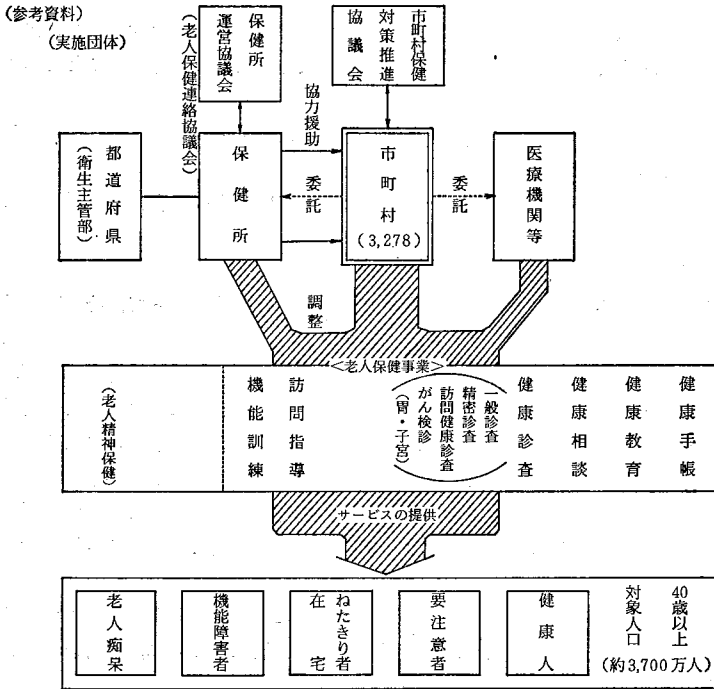 (参考資料)
(実施団体)
保健所
運営協議会
(老人保健連絡協議会)
市町村保健
対策推進
協議会
都道府県
(衛生主管部)
保健所
協力援助
委託
調整
市町村
(3,278)
委託
医療機関等
<老人保健事業>
健康手帳
健康教育
健康相談
健康診査
一般診査
精密診査
訪問健康診査
がん検診
(胃・子宮)
訪問指導
機能訓練
(老人精神保健)
サービスの提供
40歳以上
対象人口
(約3,700万人)
健康人
要注意者
ねたきり者
在宅
機能障害者
老人痴呆